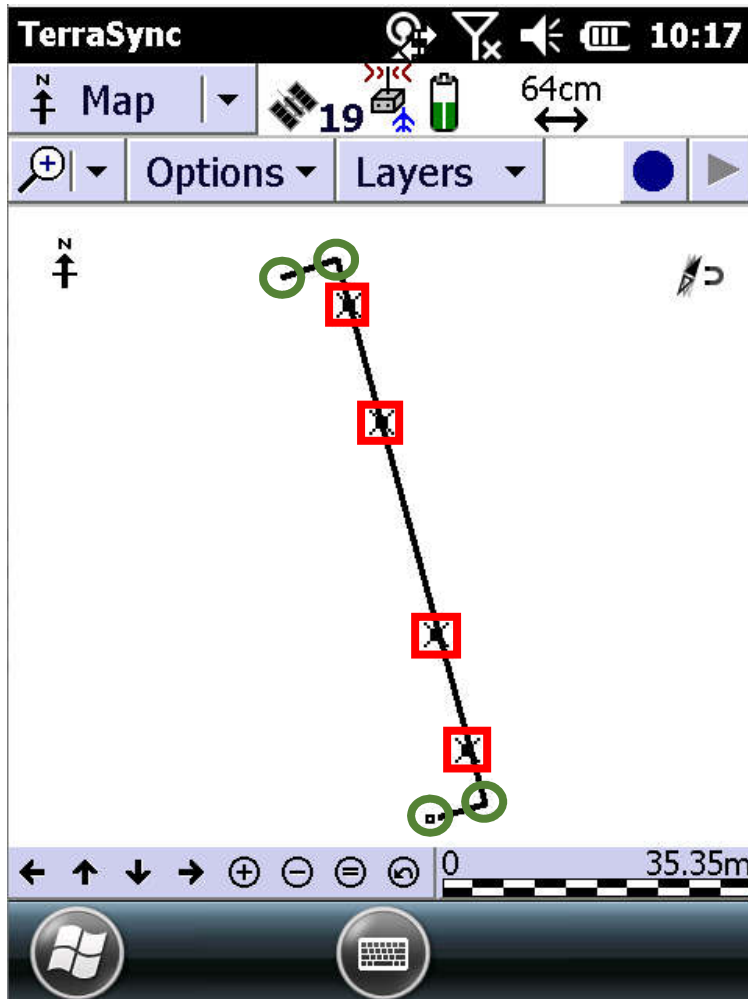 TerraSync 10:17
N
Map 19 64cm
Options Layers
N
0 35.35m